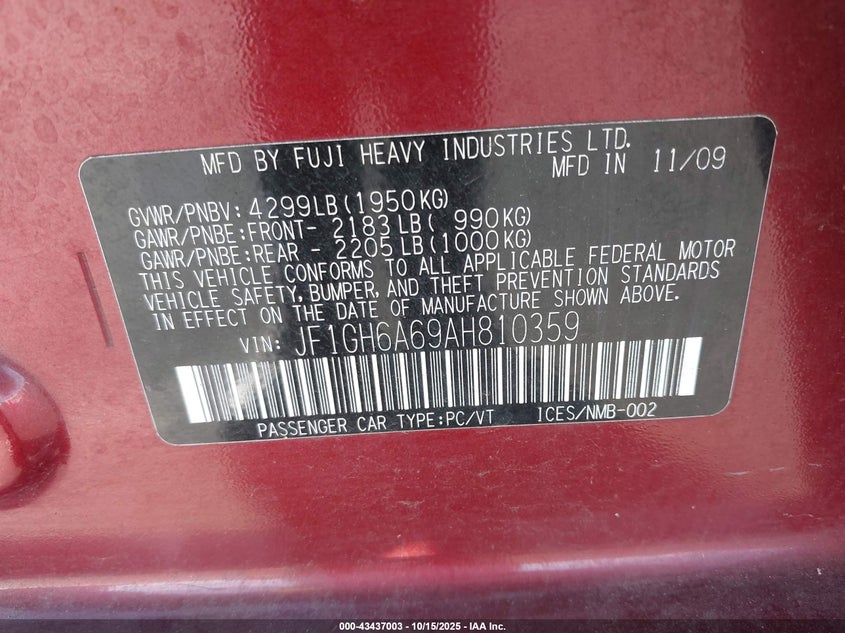 MFD BY FUJI HEAVY INDUSTRIES LTD.
MFD IN 11/09
GVWR/PNBV: 4299LB(1950KG)
GAWR/PNBE:FRONT- 2183LB( 990KG)
GAWR/PNBE:REAR - 2205LB(1000KG)
THIS VEHICLE CONFORMS TO ALL APPLICABLE FEDERAL MOTOR
VEHICLE SAFETY, BUMPER, AND THEFT PREVENTION STANDARDS
IN EFFECT ON THE DATE OF MANUFACTURE SHOWN ABOVE.
VIN: JF1GH6A69AH810359
PASSENGER CAR TYPE:PC/VT ICES/NMB-002
000-43437003 - 10/15/2025 - IAA Inc.